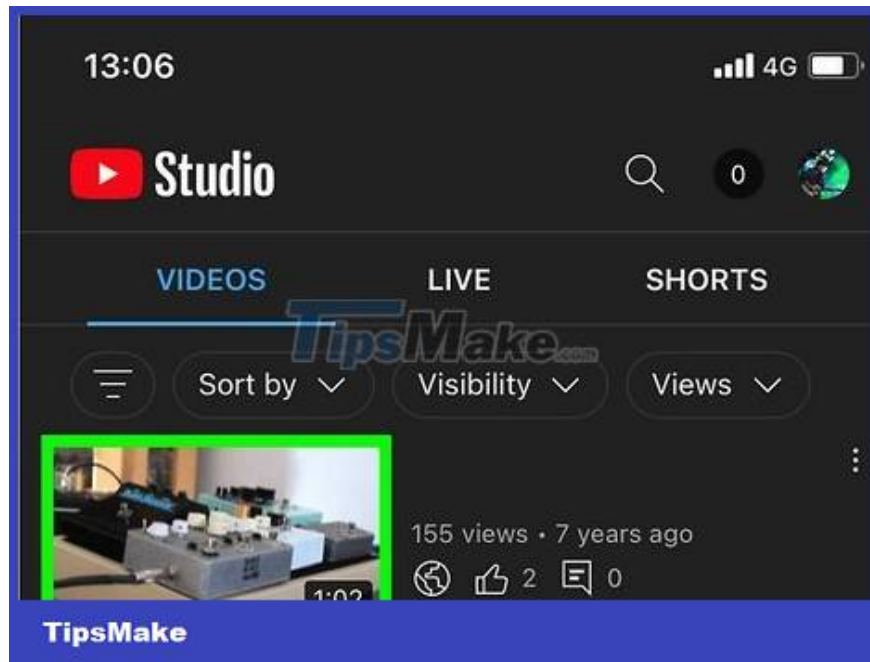 13:06 4G
Studio 0
VIDEOS LIVE SHORTS
TipsMake.com
Sort by Visibility Views
155 views • 7 years ago
2 0
1:02
TipsMake